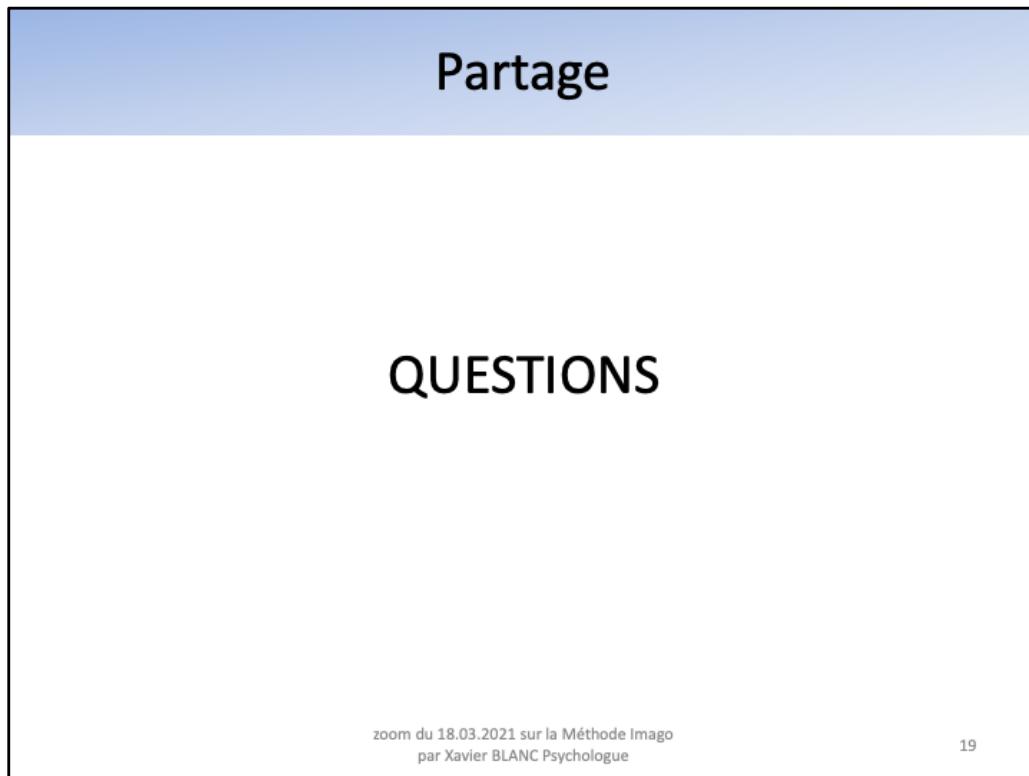 Partage
QUESTIONS
zoom du 18.03.2021 sur la Méthode Imago
par Xavier BLANC Psychologue
19